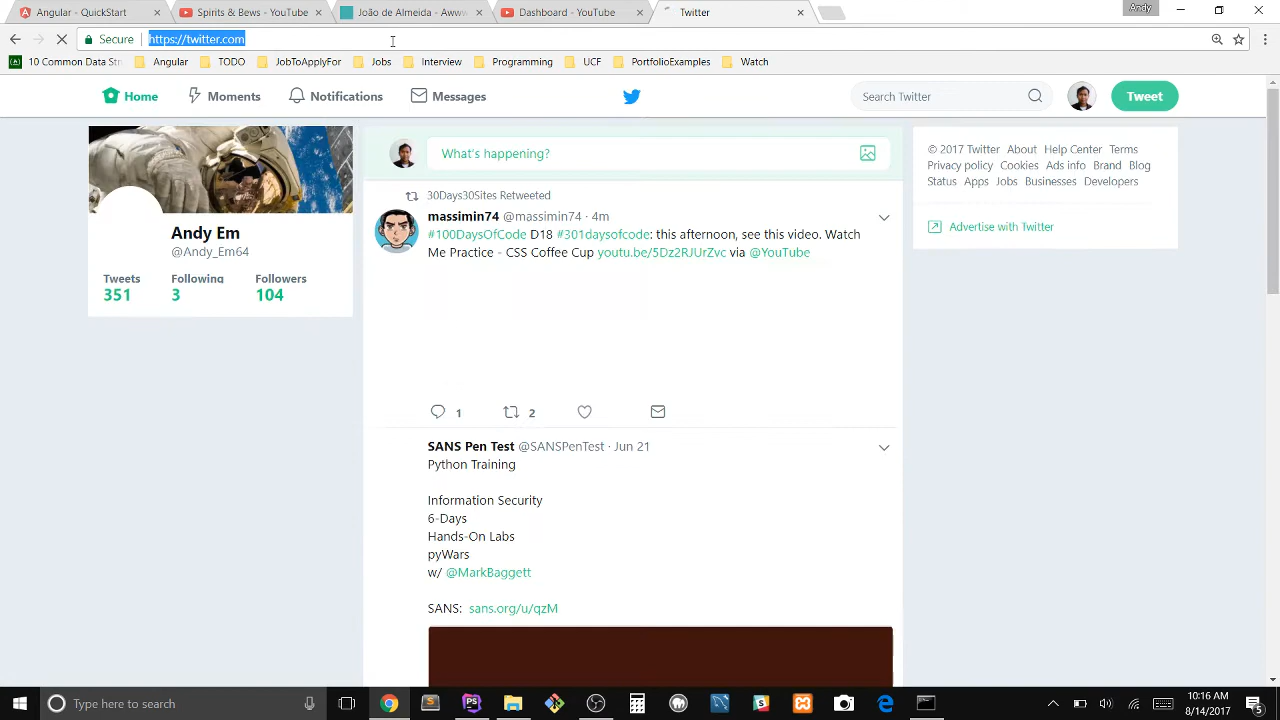 Angular - QuickStart
Spirits & Bews - YouTube
João de Almeida - Aww
Dashboard - YouTube
Twitter
Andy
Secure
https://twitter.com
10 Common Data Str
Angular
TODO
JobToApplyFor
Jobs
Interview
Programming
UCF
PortfolioExamples
Watch
Home
Moments
Notifications
Messages
Search Twitter
Tweet
What's happening?
Andy Em
@Andy_Em64
Tweets Following Followers
351 3 104
30Days30Sites Retweeted
massimin74 @massimin74 · 4m
#100DaysOfCode D18 #301daysofcode: this afternoon, see this video. Watch
Me Practice - CSS Coffee Cup youtu.be/5Dz2RJUrZvc via @YouTube
1 2
SANS Pen Test @SANSPenTest · Jun 21
Python Training
Information Security
6-Days
Hands-On Labs
pyWars
w/ @MarkBaggett
SANS: sans.org/u/qzM
© 2017 Twitter About Help Center Terms
Privacy policy Cookies Ads info Brand Blog
Status Apps Jobs Businesses Developers
Advertise with Twitter
Type here to search
10:16 AM
8/14/2017
5